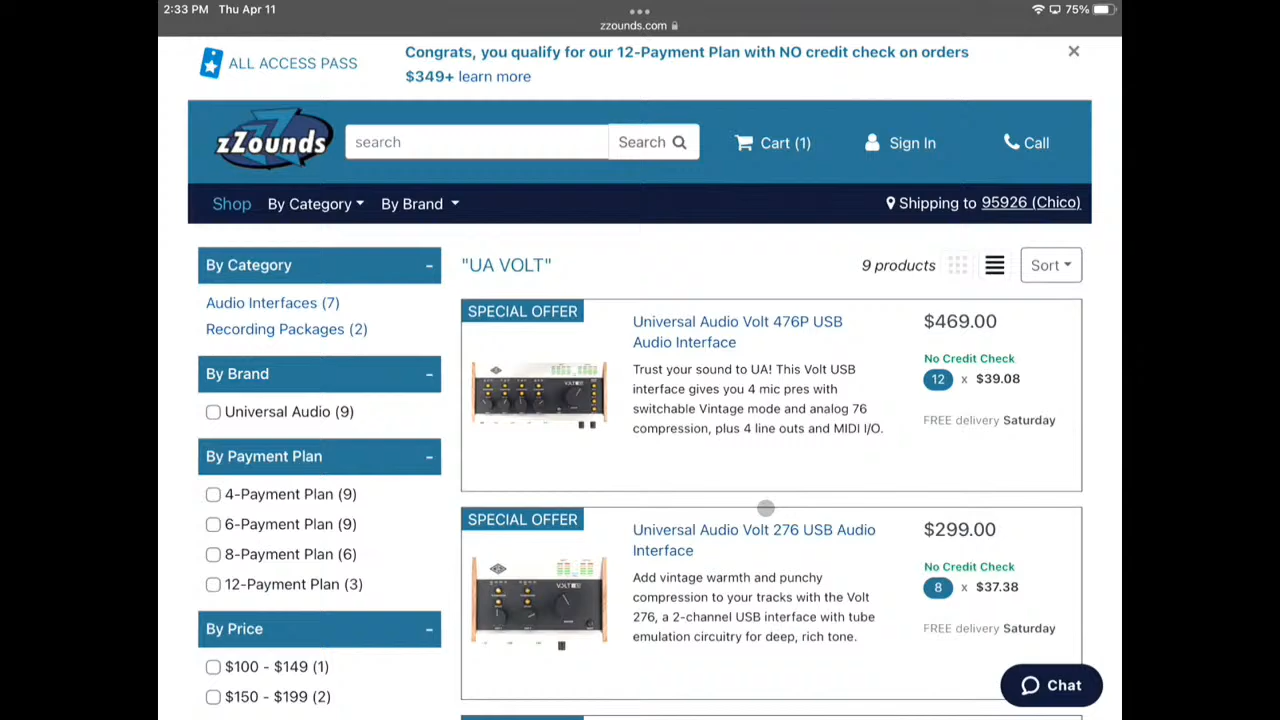 2:33 PM Thu Apr 11
75%
zzounds.com
ALL ACCESS PASS
Congrats, you qualify for our 12-Payment Plan with NO credit check on orders
$349+ learn more
zZounds
search
Search
Cart (1)
Sign In
Call
Shop
By Category
By Brand
Shipping to 95926 (Chico)
By Category
Audio Interfaces (7)
Recording Packages (2)
By Brand
Universal Audio (9)
By Payment Plan
4-Payment Plan (9)
6-Payment Plan (9)
8-Payment Plan (6)
12-Payment Plan (3)
By Price
$100 - $149 (1)
$150 - $199 (2)
"UA VOLT"
9 products
Sort
SPECIAL OFFER
Universal Audio Volt 476P USB
Audio Interface
Trust your sound to UA! This Volt USB
interface gives you 4 mic pres with
switchable Vintage mode and analog 76
compression, plus 4 line outs and MIDI I/O.
$469.00
No Credit Check
12 x $39.08
FREE delivery Saturday
SPECIAL OFFER
Universal Audio Volt 276 USB Audio
Interface
Add vintage warmth and punchy
compression to your tracks with the Volt
276, a 2-channel USB interface with tube
emulation circuitry for deep, rich tone.
$299.00
No Credit Check
8 x $37.38
FREE delivery Saturday
Chat